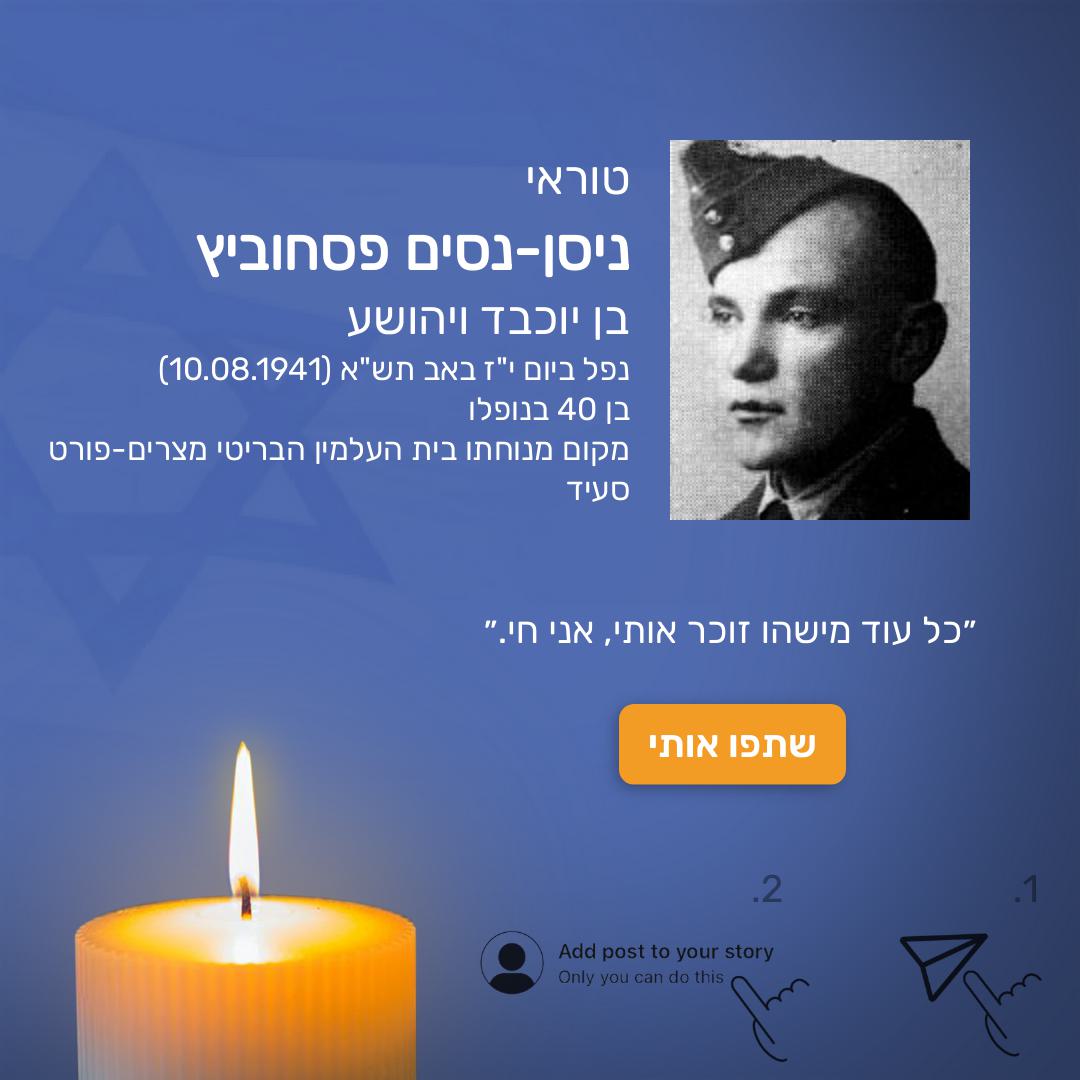 טוראי
ניסן-נסים פסחוביץ
בן יוכבד ויהושע
נפל ביום י"ז באב תש"א (10.08.1941)
בן 40 בנופלו
מקום מנוחתו בית העלמין הבריטי מצרים-פורט
סעיד
״כל עוד מישהו זוכר אותי, אני חי.״
שתפו אותי
.1
.2
Add post to your story
Only you can do this